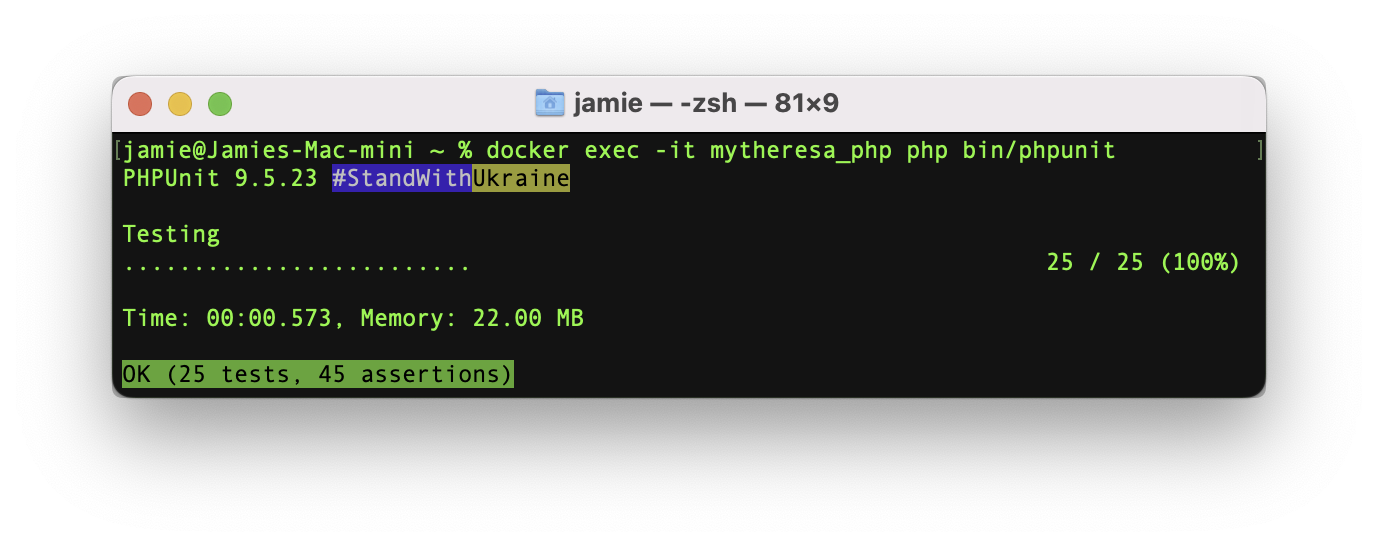 jamie — -zsh — 81×9
[jamie@Jamies-Mac-mini ~ % docker exec -it mytheresa_php php bin/phpunit ]
PHPUnit 9.5.23 #StandWithUkraine
Testing
......................... 25 / 25 (100%)
Time: 00:00.573, Memory: 22.00 MB
OK (25 tests, 45 assertions)